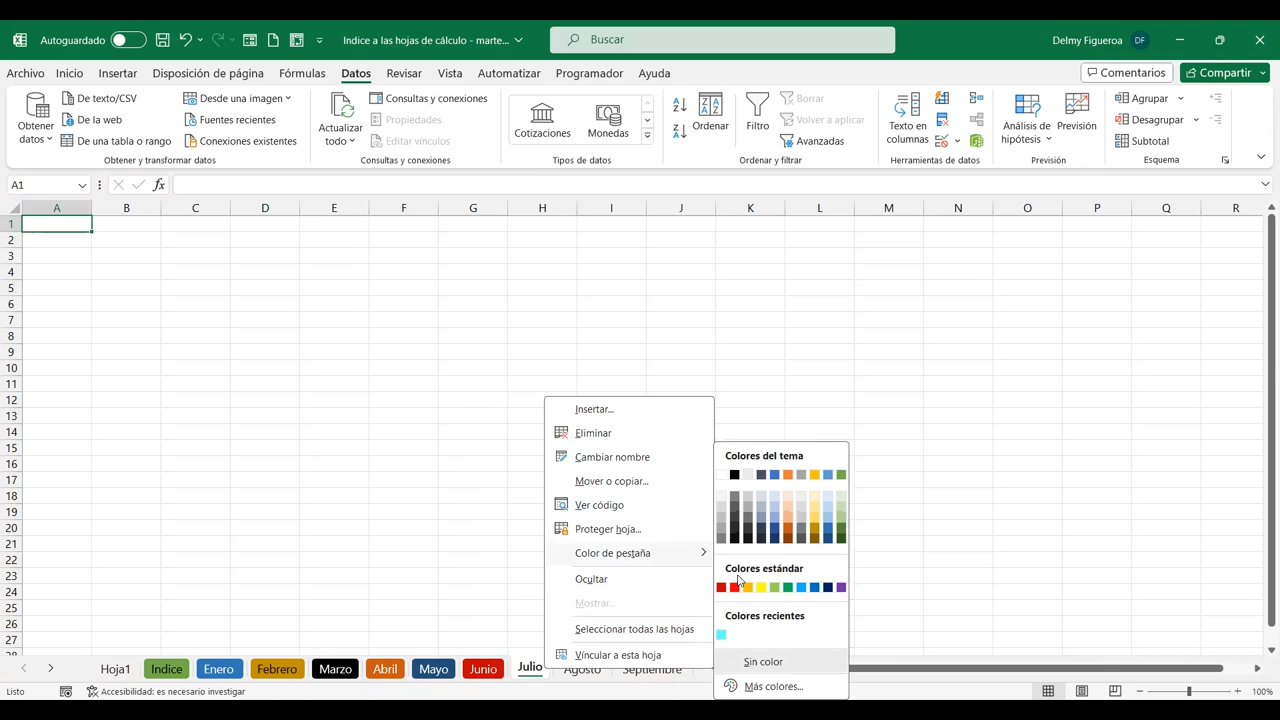 Autoguardado
Indice a las hojas de cálculo - marte...
Buscar
Delmy Figueroa
DF
Archivo
Inicio
Insertar
Disposición de página
Fórmulas
Datos
Revisar
Vista
Automatizar
Programador
Ayuda
Comentarios
Compartir
Obtener
datos
De texto/CSV
De la web
De una tabla o rango
Desde una imagen
Fuentes recientes
Conexiones existentes
Obtener y transformar datos
Actualizar
todo
Consultas y conexiones
Propiedades
Editar vínculos
Consultas y conexiones
Cotizaciones
Monedas
Tipos de datos
Ordenar
Filtro
Borrar
Volver a aplicar
Avanzadas
Ordenar y filtrar
Texto en
columnas
Herramientas de datos
Análisis de
hipótesis
Previsión
Previsión
Agrupar
Desagrupar
Subtotal
Esquema
A1
fx
A B C D E F G H I J K L M N O P Q R
1
2
3
4
5
6
7
8
9
10
11
12
13
14
15
16
17
18
19
20
21
22
23
24
25
26
27
28
Insertar...
Eliminar
Cambiar nombre
Mover o copiar...
Ver código
Proteger hoja...
Color de pestaña
Ocultar
Mostrar...
Seleccionar todas las hojas
Vincular a esta hoja
Colores del tema
Colores estándar
Colores recientes
Sin color
Más colores...
Hoja1
Indice
Enero
Febrero
Marzo
Abril
Mayo
Junio
Julio
Agosto
Septiembre
Listo
Accesibilidad: es necesario investigar
100%